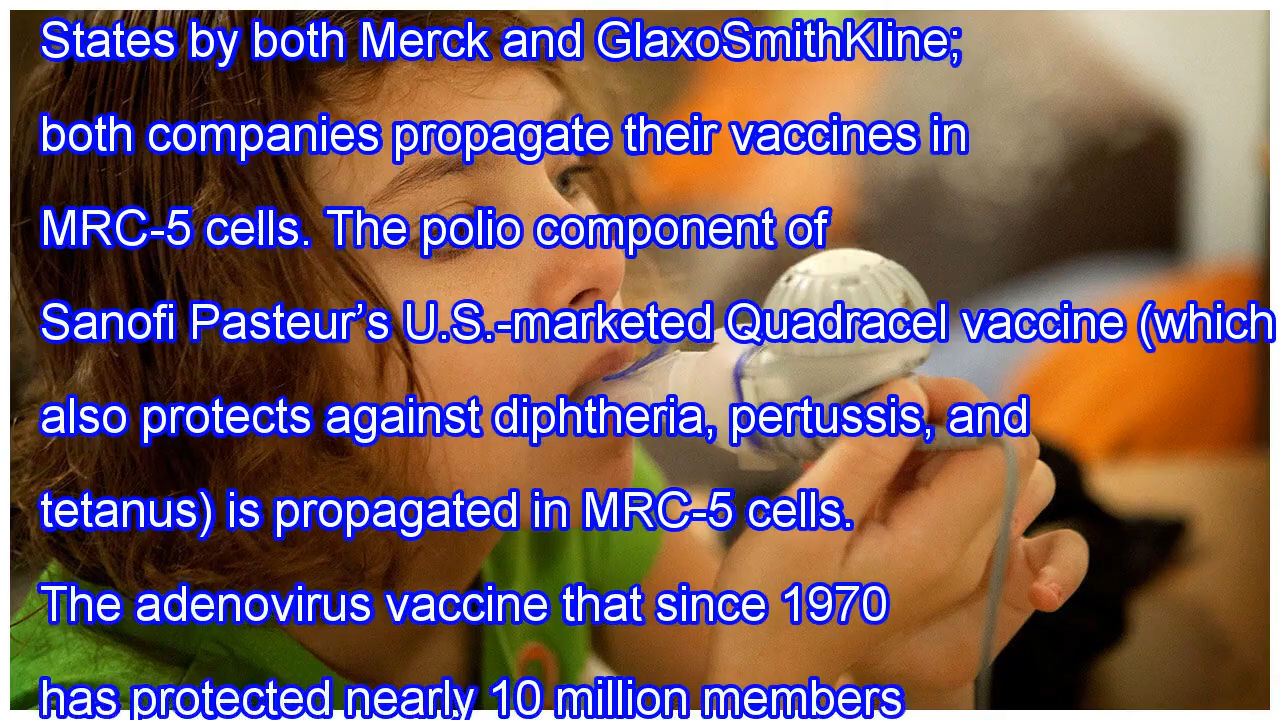 States by both Merck and GlaxoSmithKline;
both companies propagate their vaccines in
MRC-5 cells. The polio component of
Sanofi Pasteur’s U.S.-marketed Quadracel vaccine (which
also protects against diphtheria, pertussis, and
tetanus) is propagated in MRC-5 cells.
The adenovirus vaccine that since 1970
has protected nearly 10 million members